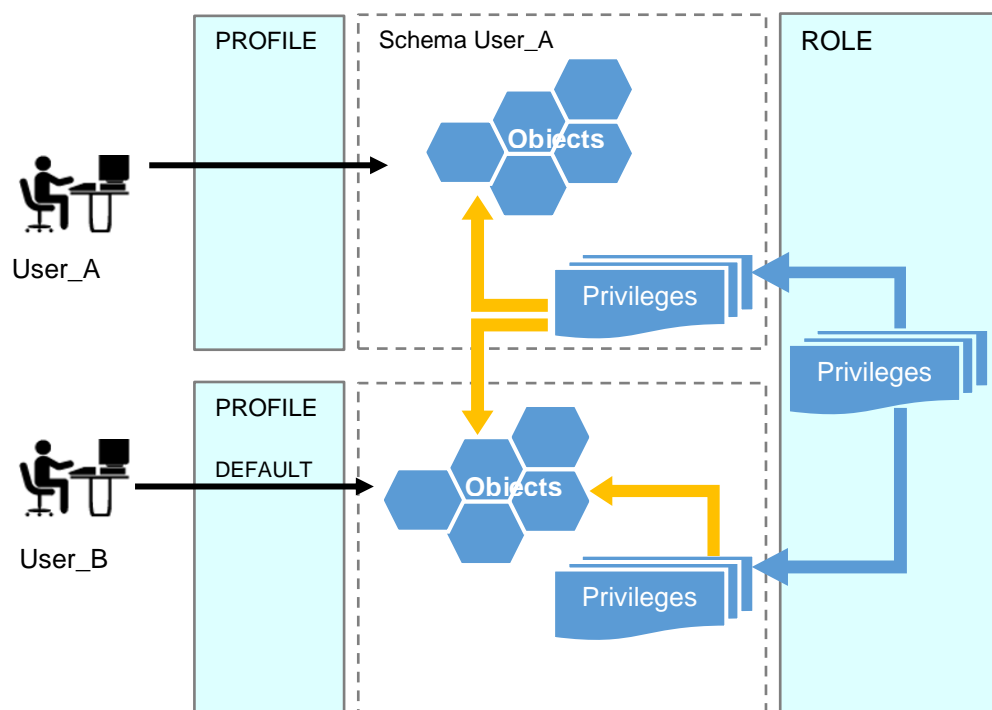 PROFILE
Schema User_A
ROLE
Objects
User_A
Privileges
Privileges
PROFILE
DEFAULT
Objects
User_B
Privileges